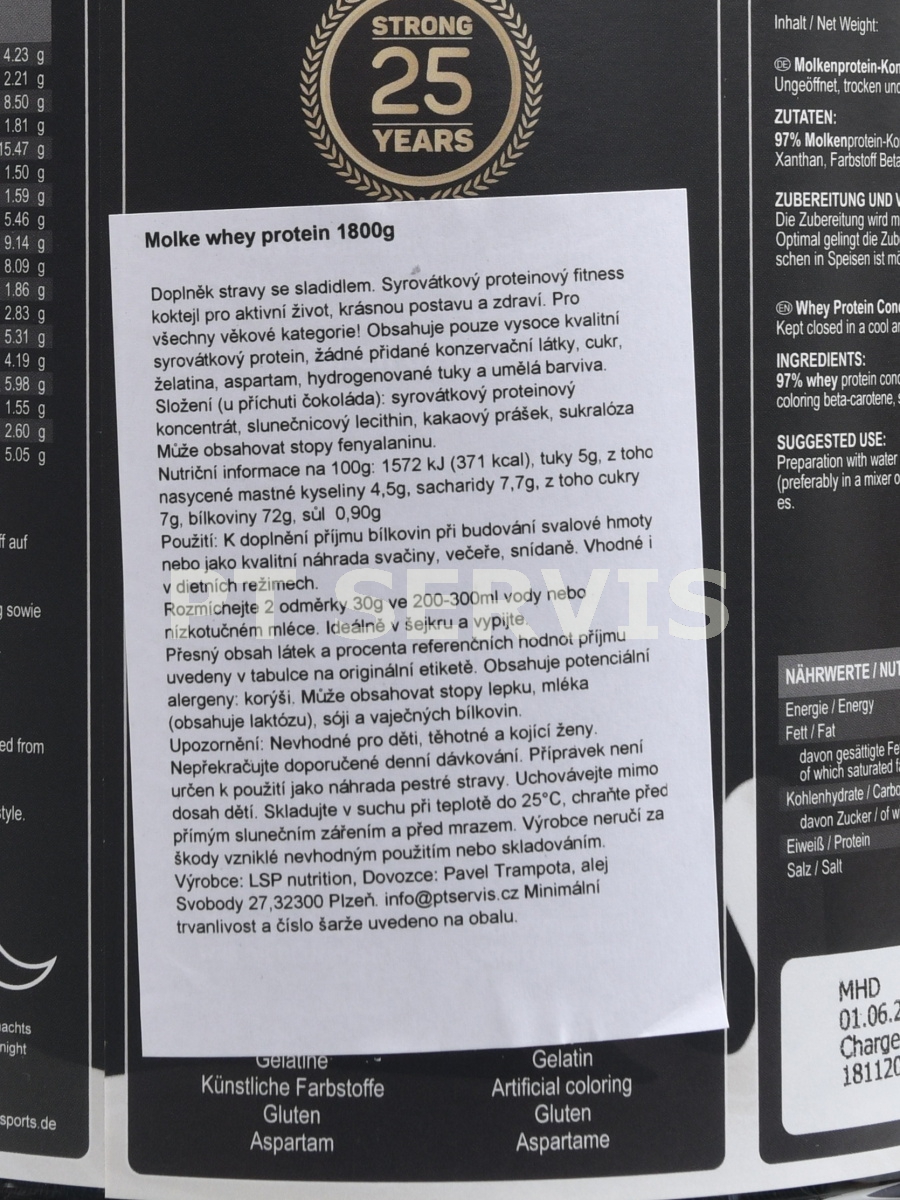 4.23 g
2.21 g
8.50 g
1.81 g
15.47 g
1.50 g
1.59 g
5.46 g
9.14 g
8.09 g
1.86 g
2.83 g
5.31 g
4.19 g
5.98 g
1.55 g
2.60 g
5.05 g
auf
sowie
from
sports.de
STRONG
25
YEARS
Molke whey protein 1800g
Doplněk stravy se sladidlem. Syrovátkový proteinový fitness
koktejl pro aktivní život, krásnou postavu a zdraví. Pro
všechny věkové kategorie! Obsahuje pouze vysoce kvalitní
syrovátkový protein, žádné přidané konzervační látky, cukr,
želatina, aspartam, hydrogenované tuky a umělá barviva.
Složení (u příchuti čokoláda): syrovátkový proteinový
koncentrát, slunečnicový lecithin, kakaový prášek, sukralóza
Může obsahovat stopy fenyalaninu.
Nutriční informace na 100g: 1572 kJ (371 kcal), tuky 5g, z toho
nasycené mastné kyseliny 4,5g, sacharidy 7,7g, z toho cukry
7g, bílkoviny 72g, sůl 0,90g
Použití: K doplnění příjmu bílkovin při budování svalové hmoty
nebo jako kvalitní náhrada svačiny, večeře, snídaně. Vhodné i
v dietních režimech.
Rozmíchejte 2 odměrky 30g ve 200-300ml vody nebo
nízkotučném mléce. Ideálně v šejkru a vypijte.
Přesný obsah látek a procenta referenčních hodnot příjmu
uvedeny v tabulce na originální etiketě. Obsahuje potenciální
alergeny: korýši. Může obsahovat stopy lepku, mléka
(obsahuje laktózu), sóji a vaječných bílkovin.
Upozornění: Nevhodné pro děti, těhotné a kojící ženy.
Nepřekračujte doporučené denní dávkování. Přípravek není
určen k použití jako náhrada pestré stravy. Uchovávejte mimo
dosah dětí. Skladujte v suchu při teplotě do 25°C, chraňte před
přímým slunečním zářením a před mrazem. Výrobce neručí za
škody vzniklé nevhodným použitím nebo skladováním.
Výrobce: LSP nutrition, Dovozce: Pavel Trampota, alej
Svobody 27,32300 Plzeň. info@ptservis.cz Minimální
trvanlivost a číslo šarže uvedeno na obalu.
PT SERVIS
Gelatine Gelatin
Künstliche Farbstoffe Artificial coloring
Gluten Gluten
Aspartam Aspartame
Inhalt / Net Weight:
DE Molkenprotein-Kon
Ungeöffnet, trocken und
ZUTATEN:
97% Molkenprotein-Ko
Xanthan, Farbstoff Beta
ZUBEREITUNG UND V
Die Zubereitung wird m
Optimal gelingt die Zub
schen in Speisen ist mö
EN Whey Protein Conc
Kept closed in a cool an
INGREDIENTS:
97% whey protein conc
coloring beta-carotene, s
SUGGESTED USE:
Preparation with water
(preferably in a mixer o
es.
NÄHRWERTE / NUT
Energie / Energy
Fett / Fat
davon gesättigte Fe
of which saturated fa
Kohlenhydrate / Carbo
davon Zucker / of w
Eiweiß / Protein
Salz / Salt
MHD
01.06.2
Charge
181120